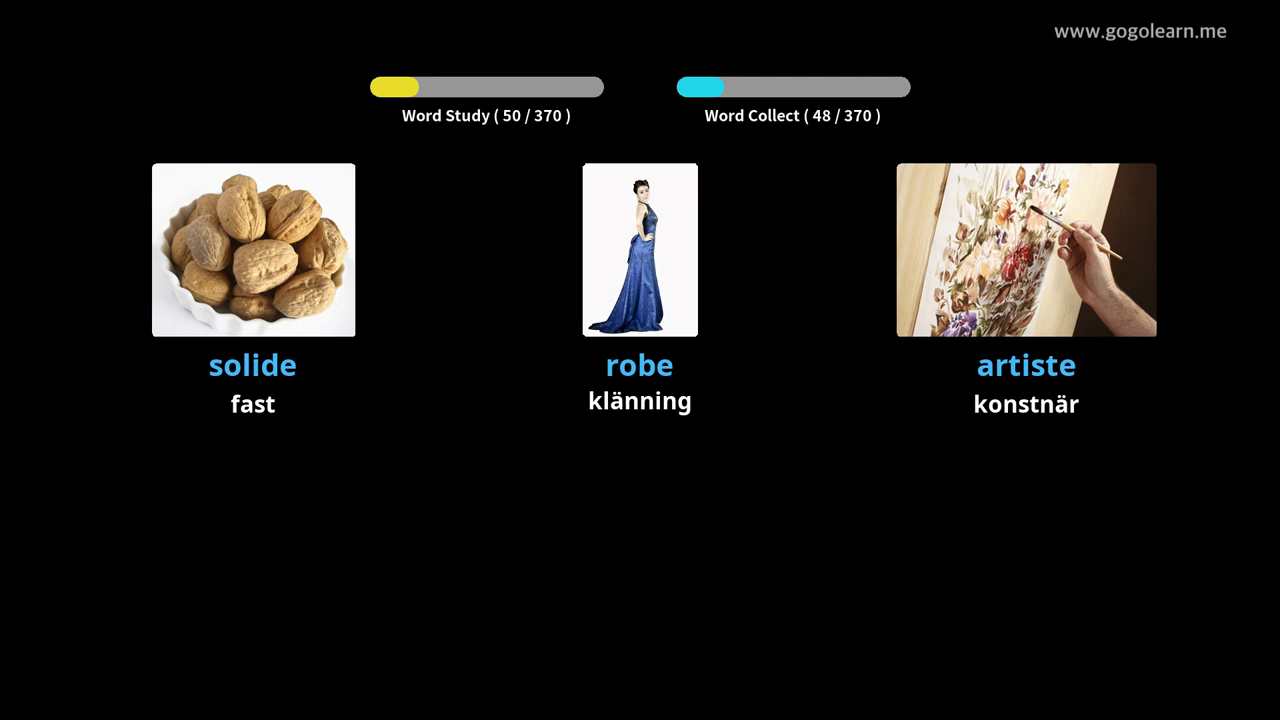 www.gogolearn.me
Word Study ( 50 / 370 )
Word Collect ( 48 / 370 )
solide
fast
robe
klänning
artiste
konstnär